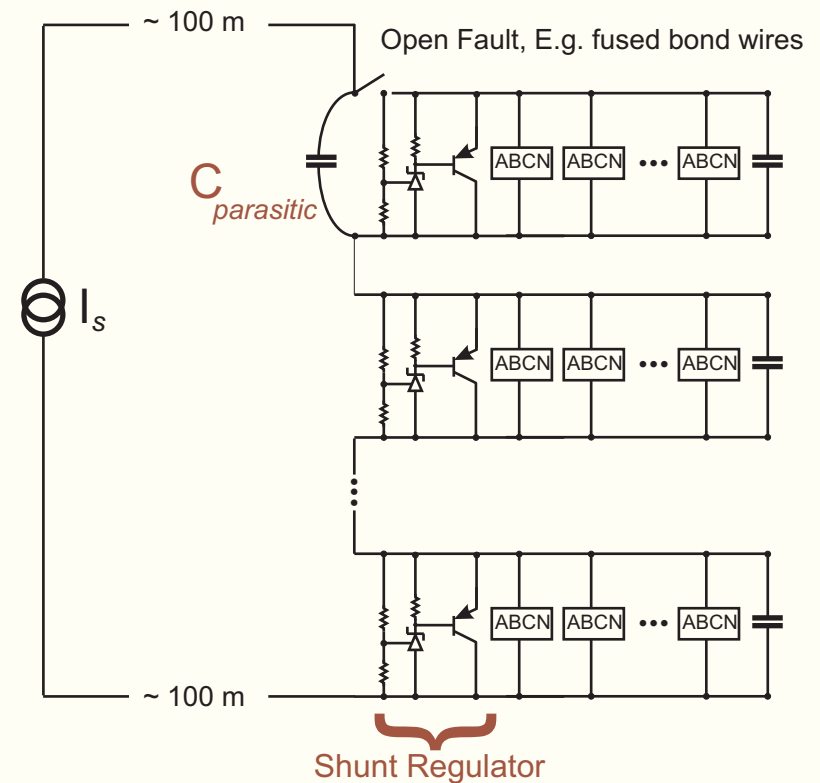 ~ 100 m
Open Fault, E.g. fused bond wires
ABCN ABCN ••• ABCN
C parasitic
I s
ABCN ABCN ••• ABCN
ABCN ABCN ••• ABCN
~ 100 m
Shunt Regulator